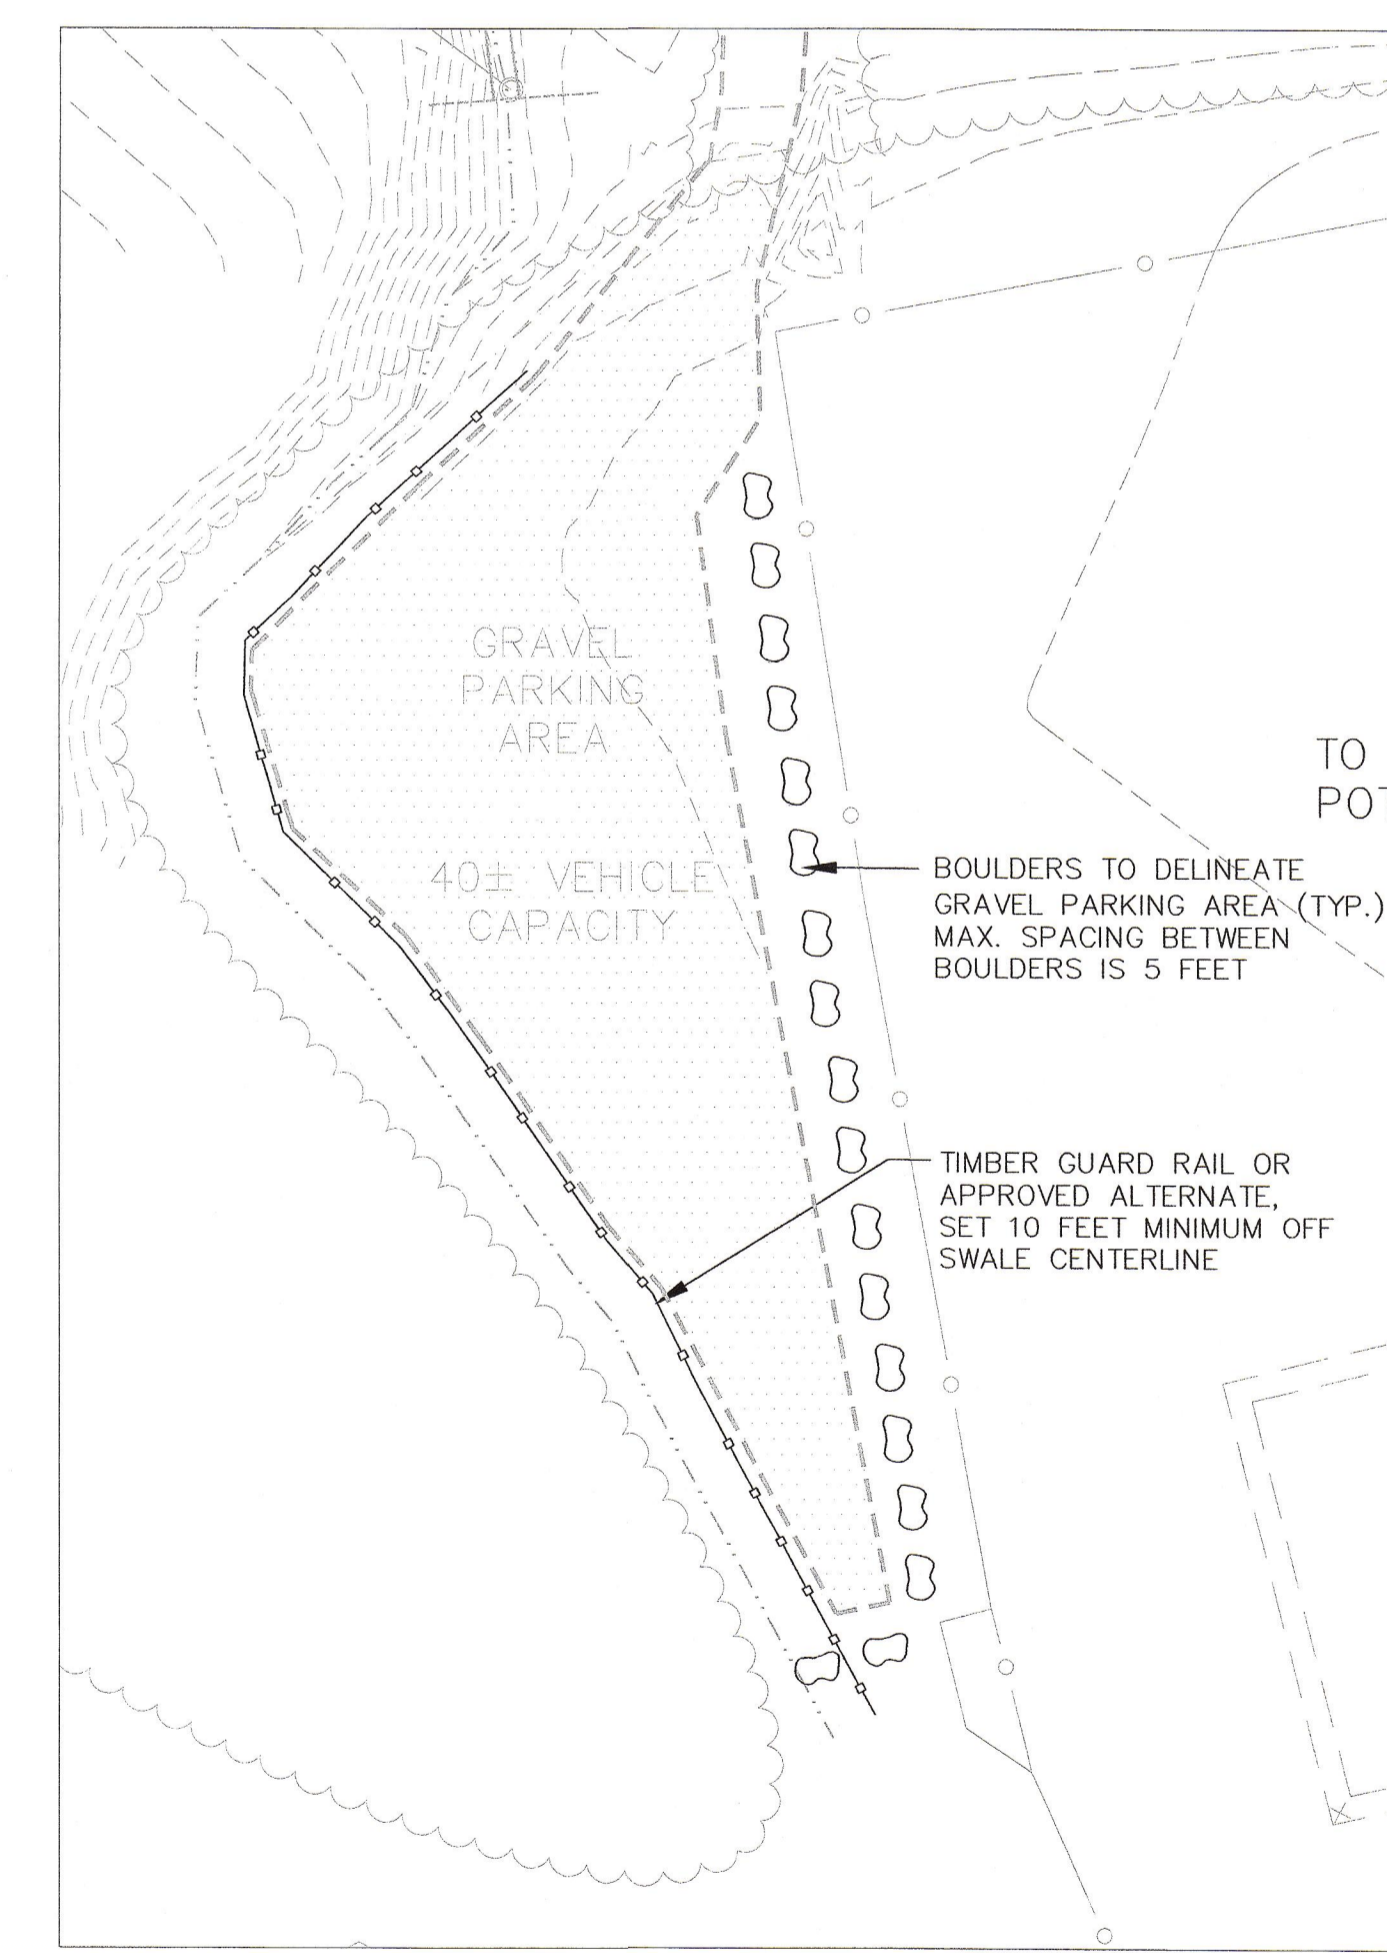 GRAVEL
PARKING
AREA
40± VEHICLE
CAPACITY
TO
POT
BOULDERS TO DELINEATE
GRAVEL PARKING AREA (TYP.)
MAX. SPACING BETWEEN
BOULDERS IS 5 FEET
TIMBER GUARD RAIL OR
APPROVED ALTERNATE,
SET 10 FEET MINIMUM OFF
SWALE CENTERLINE